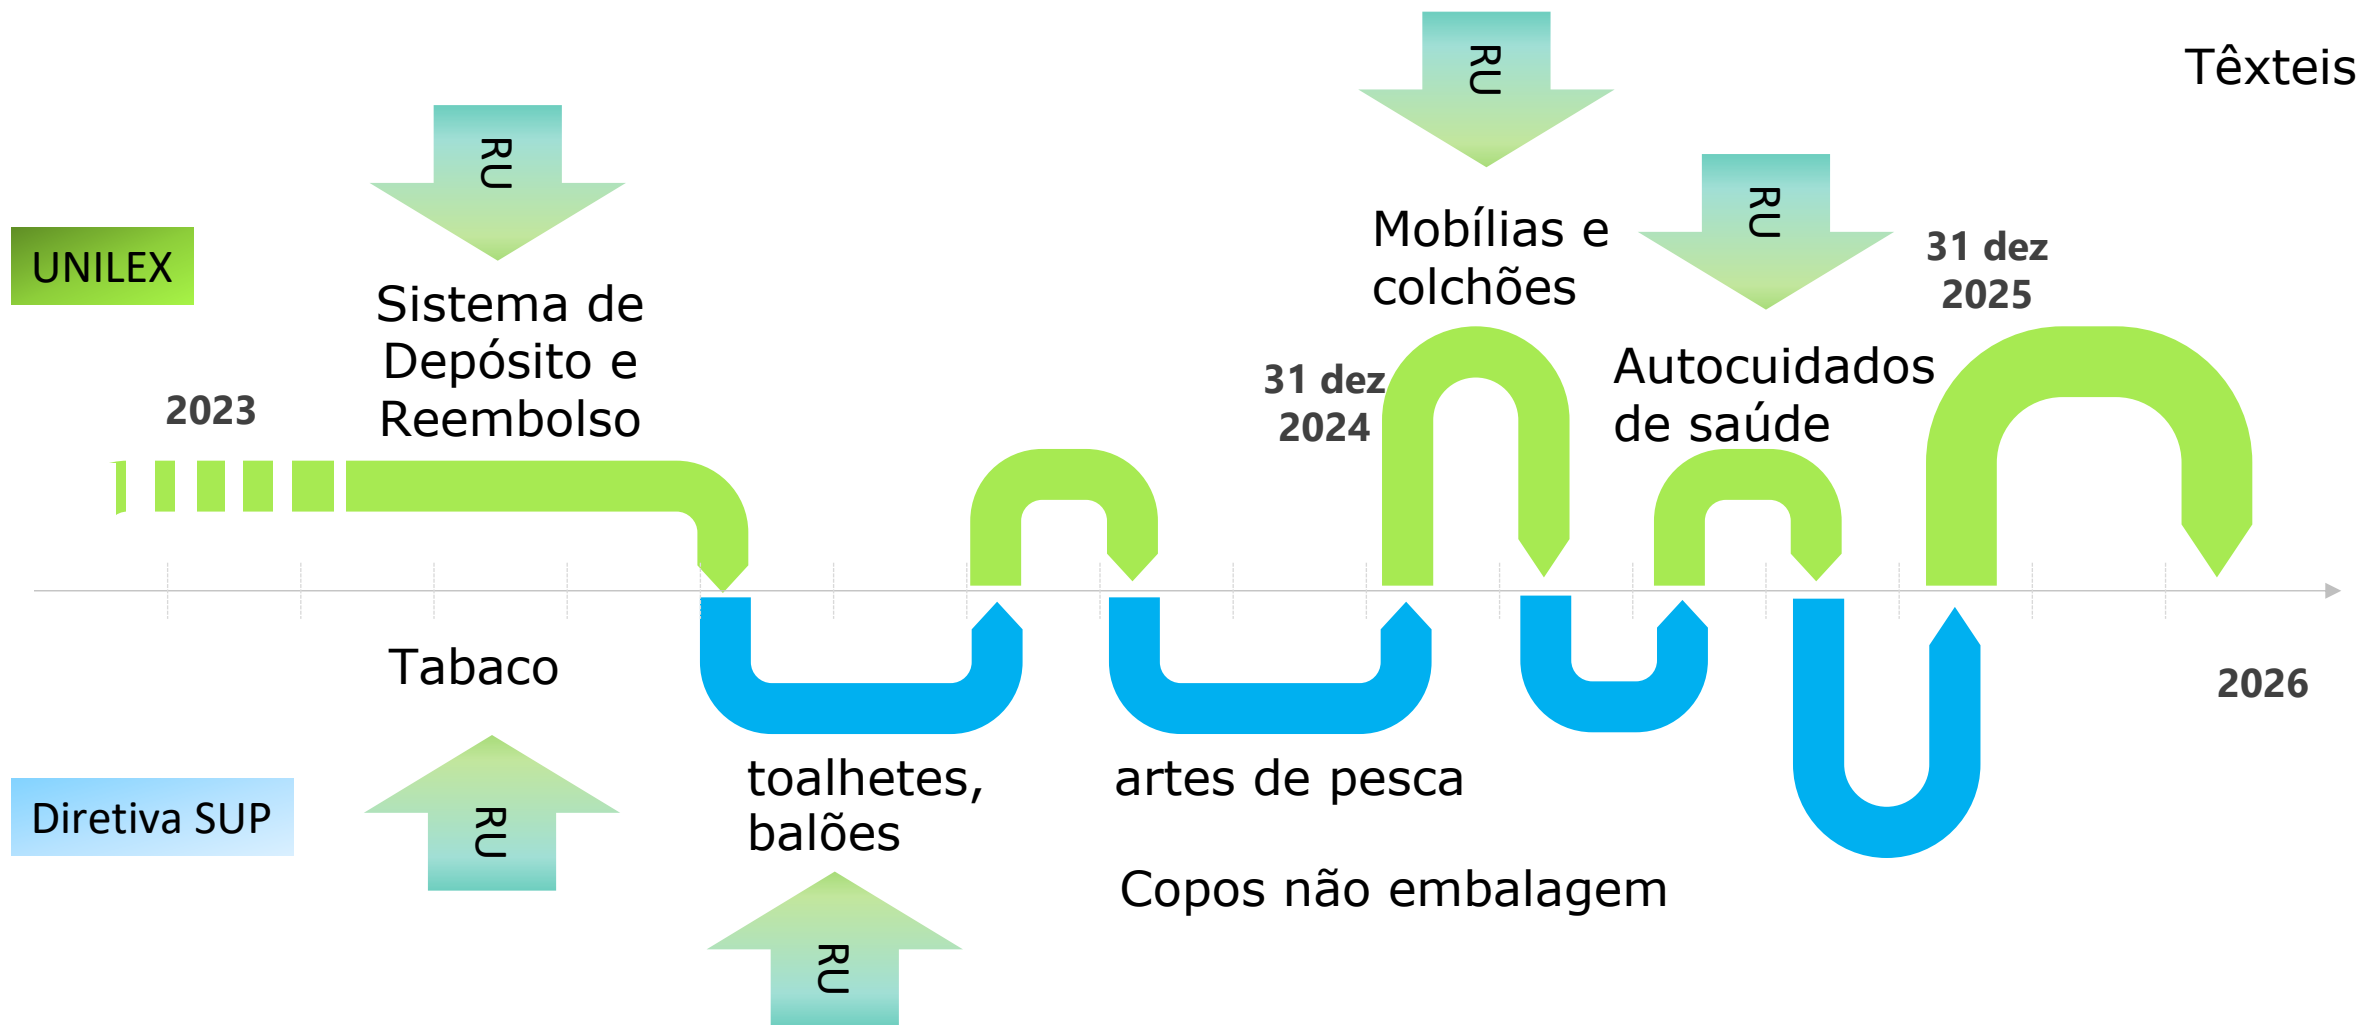 RU
Têxteis
RU
RU
Mobílias e
colchões
UNILEX
31 dez
2025
Sistema de
Depósito e
Reembolso
31 dez
2024
Autocuidados
de saúde
2023
Tabaco
2026
toalhetes,
balões
artes de pesca
Diretiva SUP
RU
Copos não embalagem
RU